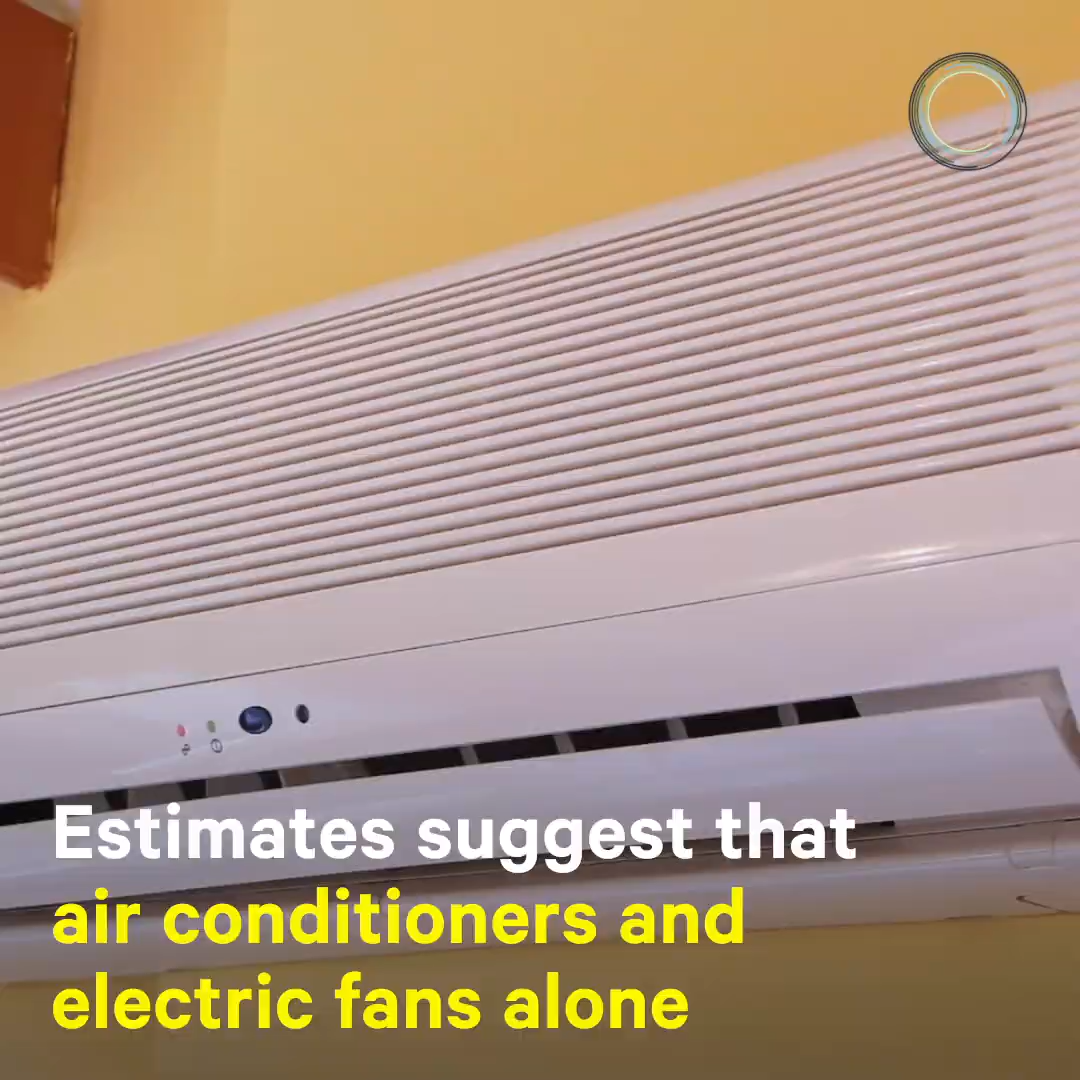 Estimates suggest that
air conditioners and
electric fans alone